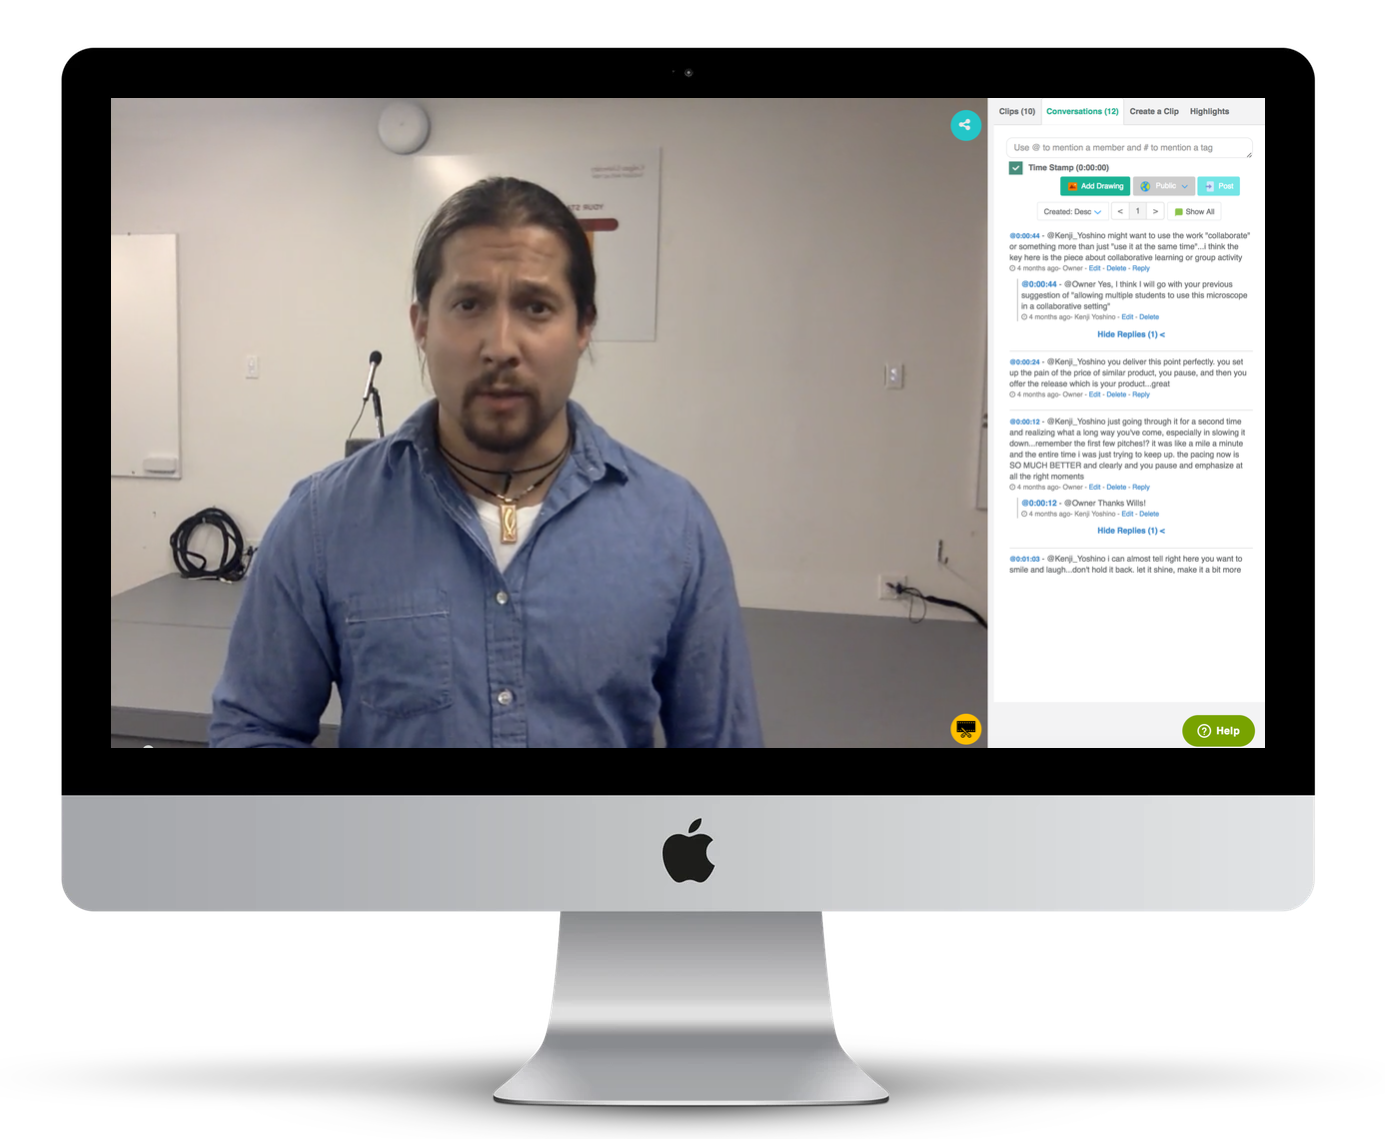 Clips (10) Conversations (12) Create a Clip Highlights
Use @ to mention a member and # to mention a tag
Time Stamp (0:00:00)
Add Drawing Public Post
Created: Desc < 1 > Show All
@0:00:44 - @Kenji_Yoshino might want to use the work "collaborate"
or something more than just "use it at the same time"...i think the
key here is the piece about collaborative learning or group activity
4 months ago - Owner - Edit - Delete - Reply
@0:00:44 - @Owner Yes, I think I will go with your previous
suggestion of "allowing multiple students to use this microscope
in a collaborative setting"
4 months ago- Kenji Yoshino - Edit - Delete
Hide Replies (1) <
@0:00:24 - @Kenji_Yoshino you deliver this point perfectly. you set
up the pain of the price of similar product, you pause, and then you
offer the release which is your product...great
4 months ago- Owner - Edit - Delete - Reply
@0:00:12 - @Kenji_Yoshino just going through it for a second time
and realizing what a long way you've come, especially in slowing it
down...remember the first few pitches!? it was like a mile a minute
and the entire time i was just trying to keep up. the pacing now is
SO MUCH BETTER and clearly and you pause and emphasize at
all the right moments
4 months ago- Owner - Edit - Delete - Reply
@0:00:12 - @Owner Thanks Wills!
4 months ago- Kenji Yoshino - Edit - Delete
Hide Replies (1) <
@0:01:03 - @Kenji_Yoshino i can almost tell right here you want to
smile and laugh...don't hold it back. let it shine, make it a bit more
Help